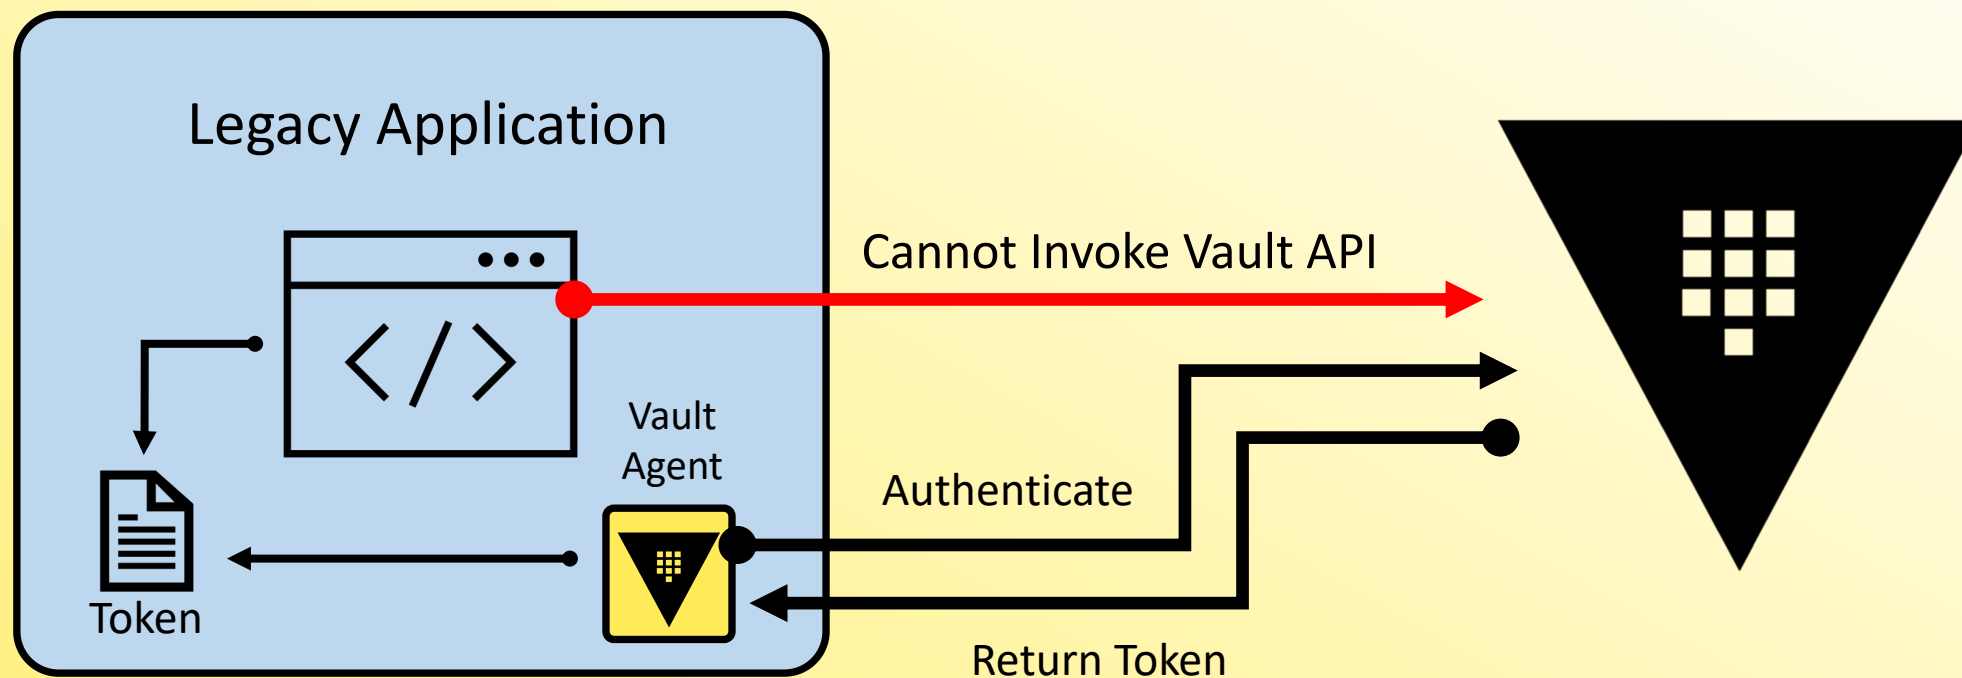 Legacy Application
Cannot Invoke Vault API
Vault
Agent
Authenticate
Token
Return Token